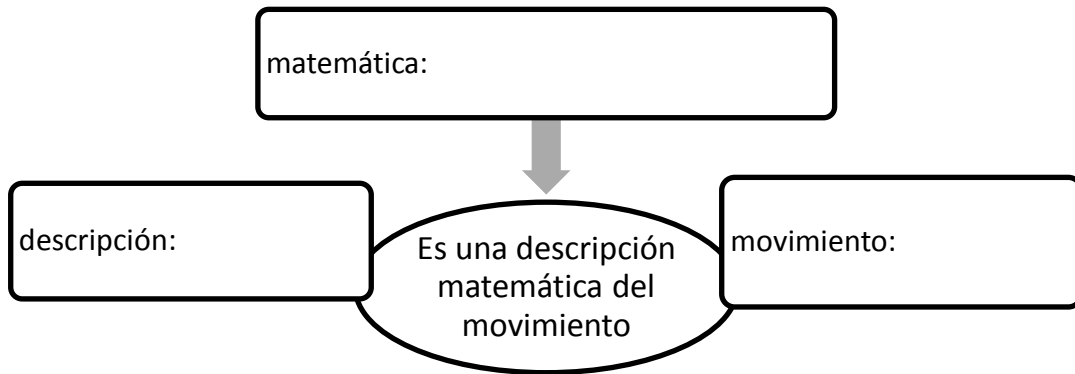 matemática:
descripción:
Es una descripción
matemática del
movimiento
movimiento: